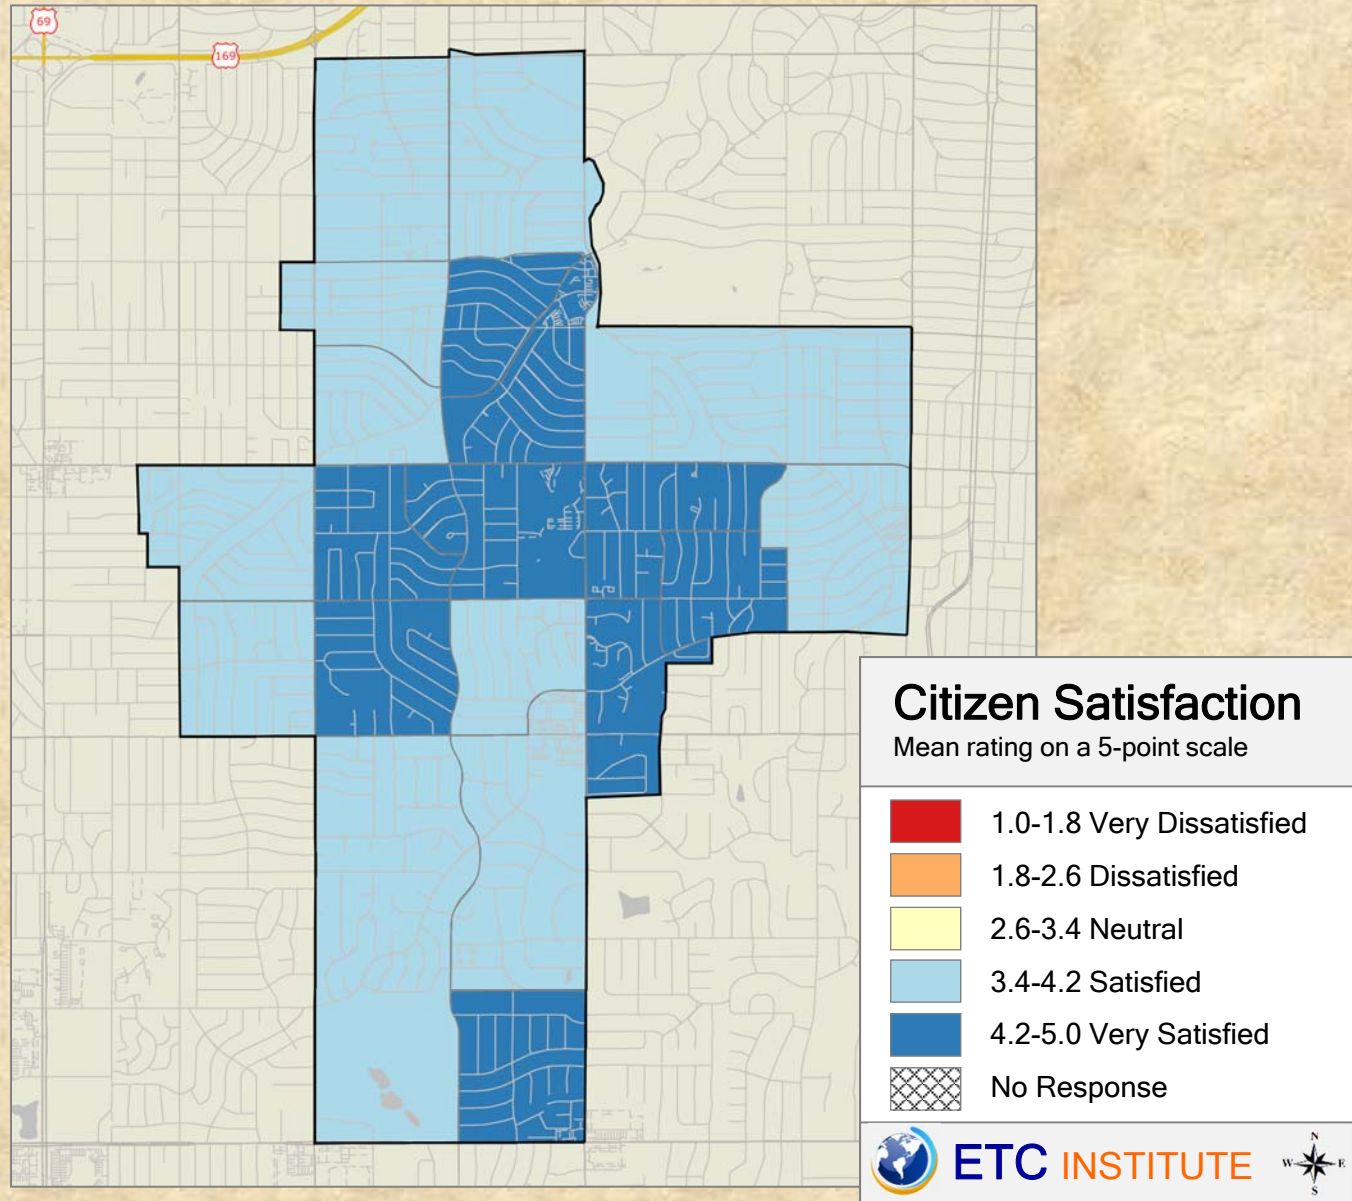 69
169
Citizen Satisfaction
Mean rating on a 5-point scale
1.0-1.8 Very Dissatisfied
1.8-2.6 Dissatisfied
2.6-3.4 Neutral
3.4-4.2 Satisfied
4.2-5.0 Very Satisfied
No Response
ETC INSTITUTE
N
W E
S